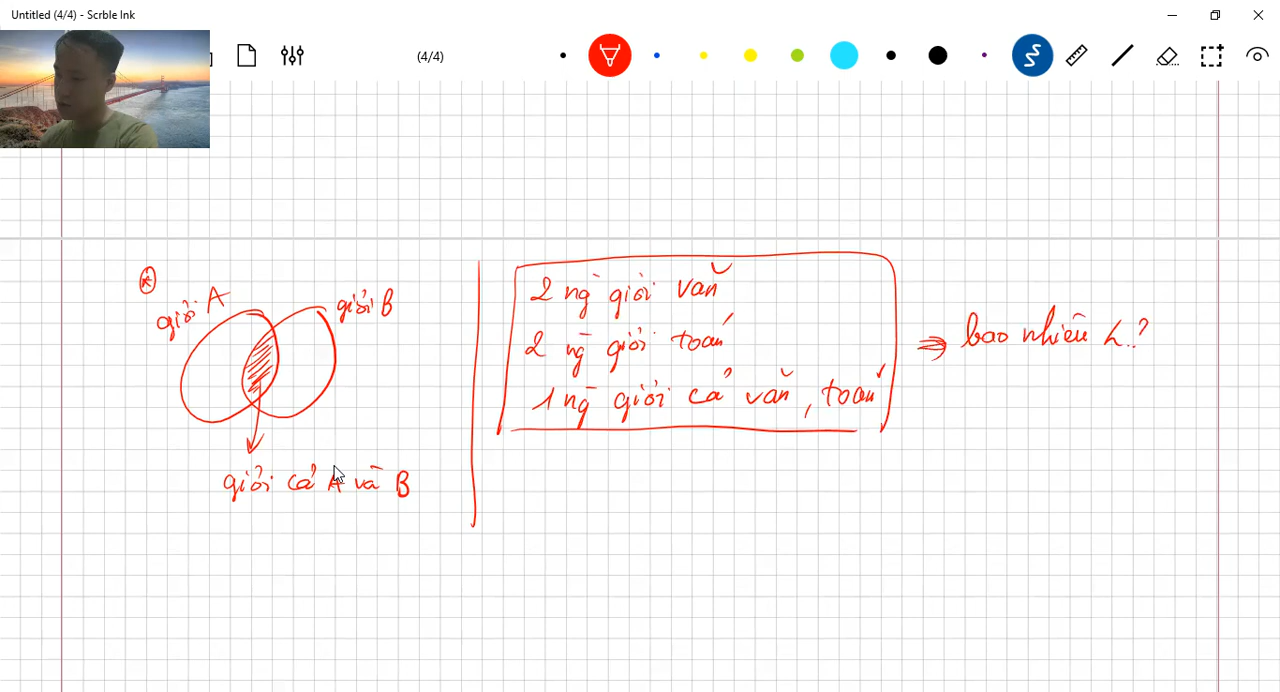 Untitled (4/4) - Scrble Ink
(4/4)
giỏi A
giỏi B
giỏi cả A và B
2 ng giỏi văn
2 ng giỏi toán
1 ng giỏi cả văn, toán
⇒ bao nhiêu h.?